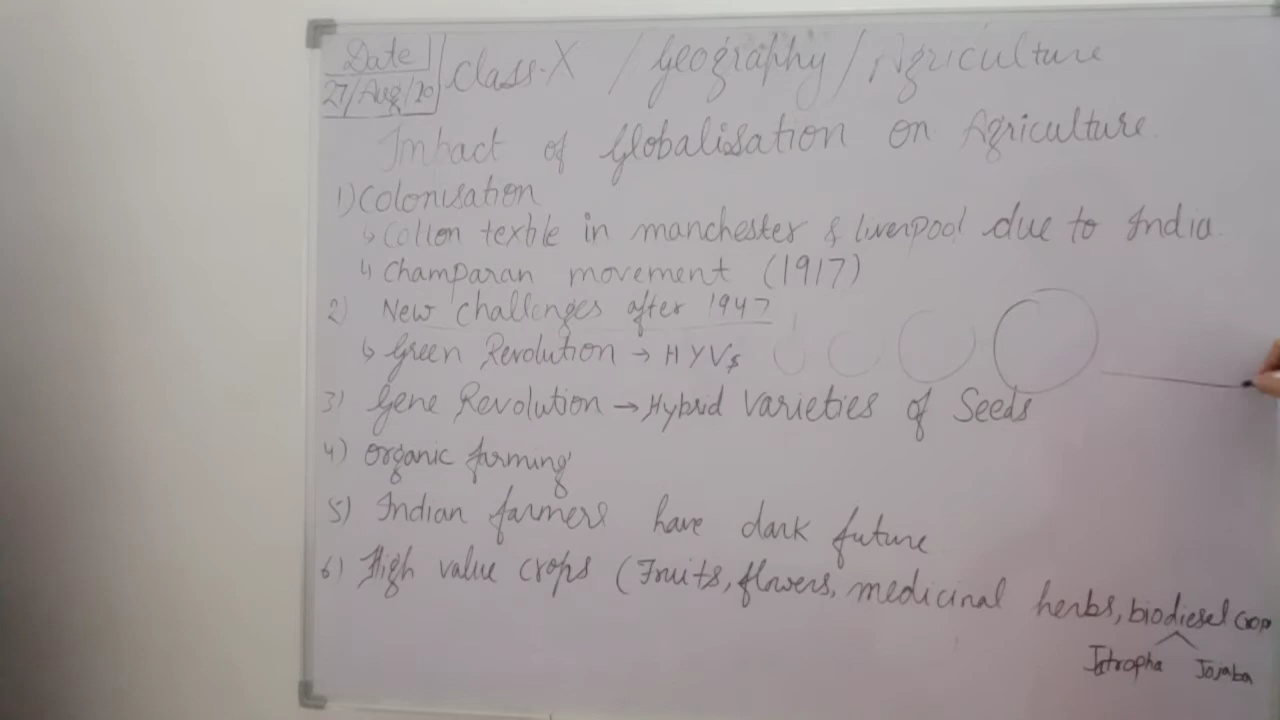 Date
27/Aug/20
Class-X / Geography / Agriculture
Impact of Globalisation on Agriculture.
1) Colonisation
↳ Cotton textile in manchester & liverpool due to India
↳ Champaran movement (1917)
2) New challenges after 1947
↳ Green Revolution → HYVs
3) Gene Revolution → Hybrid varieties of Seeds
4) Organic farming
5) Indian farmers have dark future
6) High value crops (Fruits, flowers, medicinal herbs, biodiesel crop
Jatropha Jojaba